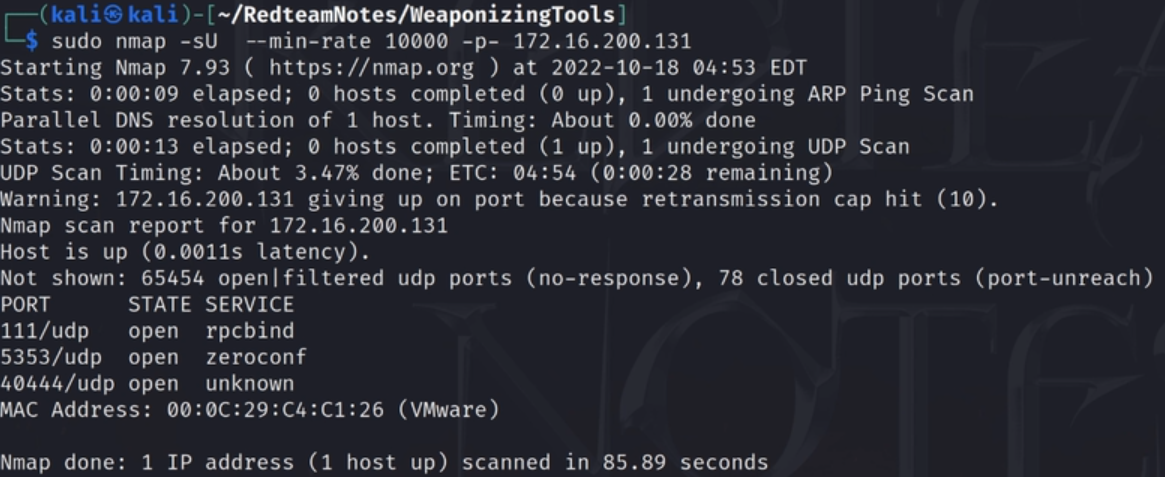 ┌──(kali㉿kali)-[~/RedteamNotes/WeaponizingTools]
└─$ sudo nmap -sU  --min-rate 10000 -p- 172.16.200.131
Starting Nmap 7.93 ( https://nmap.org ) at 2022-10-18 04:53 EDT
Stats: 0:00:09 elapsed; 0 hosts completed (0 up), 1 undergoing ARP Ping Scan
Parallel DNS resolution of 1 host. Timing: About 0.00% done
Stats: 0:00:13 elapsed; 0 hosts completed (1 up), 1 undergoing UDP Scan
UDP Scan Timing: About 3.47% done; ETC: 04:54 (0:00:28 remaining)
Warning: 172.16.200.131 giving up on port because retransmission cap hit (10).
Nmap scan report for 172.16.200.131
Host is up (0.0011s latency).
Not shown: 65454 open|filtered udp ports (no-response), 78 closed udp ports (port-unreach)
PORT      STATE SERVICE
111/udp   open  rpcbind
5353/udp  open  zeroconf
40444/udp open  unknown
MAC Address: 00:0C:29:C4:C1:26 (VMware)

Nmap done: 1 IP address (1 host up) scanned in 85.89 seconds